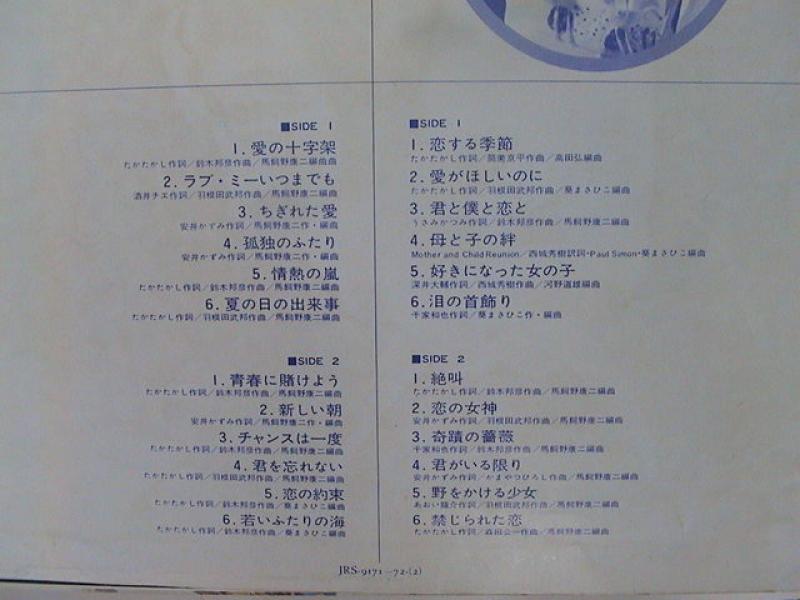 ■SIDE 1
1. 愛の十字架
たかたかし作詞/鈴木邦彦作曲/馬飼野康二編曲
2. ラブ・ミーいつまでも
酒井チエ作詞/羽根田武邦作曲/馬飼野康二編曲
3. ちぎれた愛
安井かずみ作詞/馬飼野康二作・編曲
4. 孤独のふたり
安井かずみ作詞/馬飼野康二作・編曲
5. 情熱の嵐
たかたかし作詞/鈴木邦彦作曲/馬飼野康二編曲
6. 夏の日の出来事
たかたかし作詞/羽根田武邦作曲/馬飼野康二編曲
■SIDE 2
1. 青春に賭けよう
たかたかし作詞/鈴木邦彦作曲/馬飼野康二編曲
2. 新しい朝
安井かずみ作詞/馬飼野康二作・編曲
3. チャンスは一度
たかたかし作詞/鈴木邦彦作曲/馬飼野康二編曲
4. 君を忘れない
たかたかし作詞/羽根田武邦作曲/馬飼野康二編曲
5. 恋の約束
たかたかし作詞/鈴木邦彦作曲/葵まさひこ編曲
6. 若いふたりの海
たかたかし作詞/鈴木邦彦作曲/葵まさひこ編曲
■SIDE 1
1. 恋する季節
たかたかし作詞/筒美京平作曲/高田弘編曲
2. 愛がほしいのに
たかたかし作詞/羽根田武邦作曲/葵まさひこ編曲
3. 君と僕と恋と
うさみかつみ作詞/鈴木邦彦作曲/馬飼野康二編曲
4. 母と子の絆
Mother and Child Reunion/西城秀樹訳詞・Paul Simon・葵まさひこ編曲
5. 好きになった女の子
深井大輔作詞/西城秀樹作曲/河野道雄編曲
6. 泪の首飾り
千家和也作詞/葵まさひこ作・編曲
■SIDE 2
1. 絶叫
たかたかし作詞/鈴木邦彦作曲/馬飼野康二編曲
2. 恋の女神
安井かずみ作詞/羽根田武邦作曲/馬飼野康二編曲
3. 奇蹟の薔薇
千家和也作詞/鈴木邦彦作曲/馬飼野康二編曲
4. 君がいる限り
安井かずみ作詞/かまやつひろし作曲/馬飼野康二編曲
5. 野をかける少女
あおい陽介作詞/羽根田武邦作曲/馬飼野康二編曲
6. 禁じられた恋
たかたかし作詞/森田公一作曲/馬飼野康二編曲
JRS-9171—72-(2)